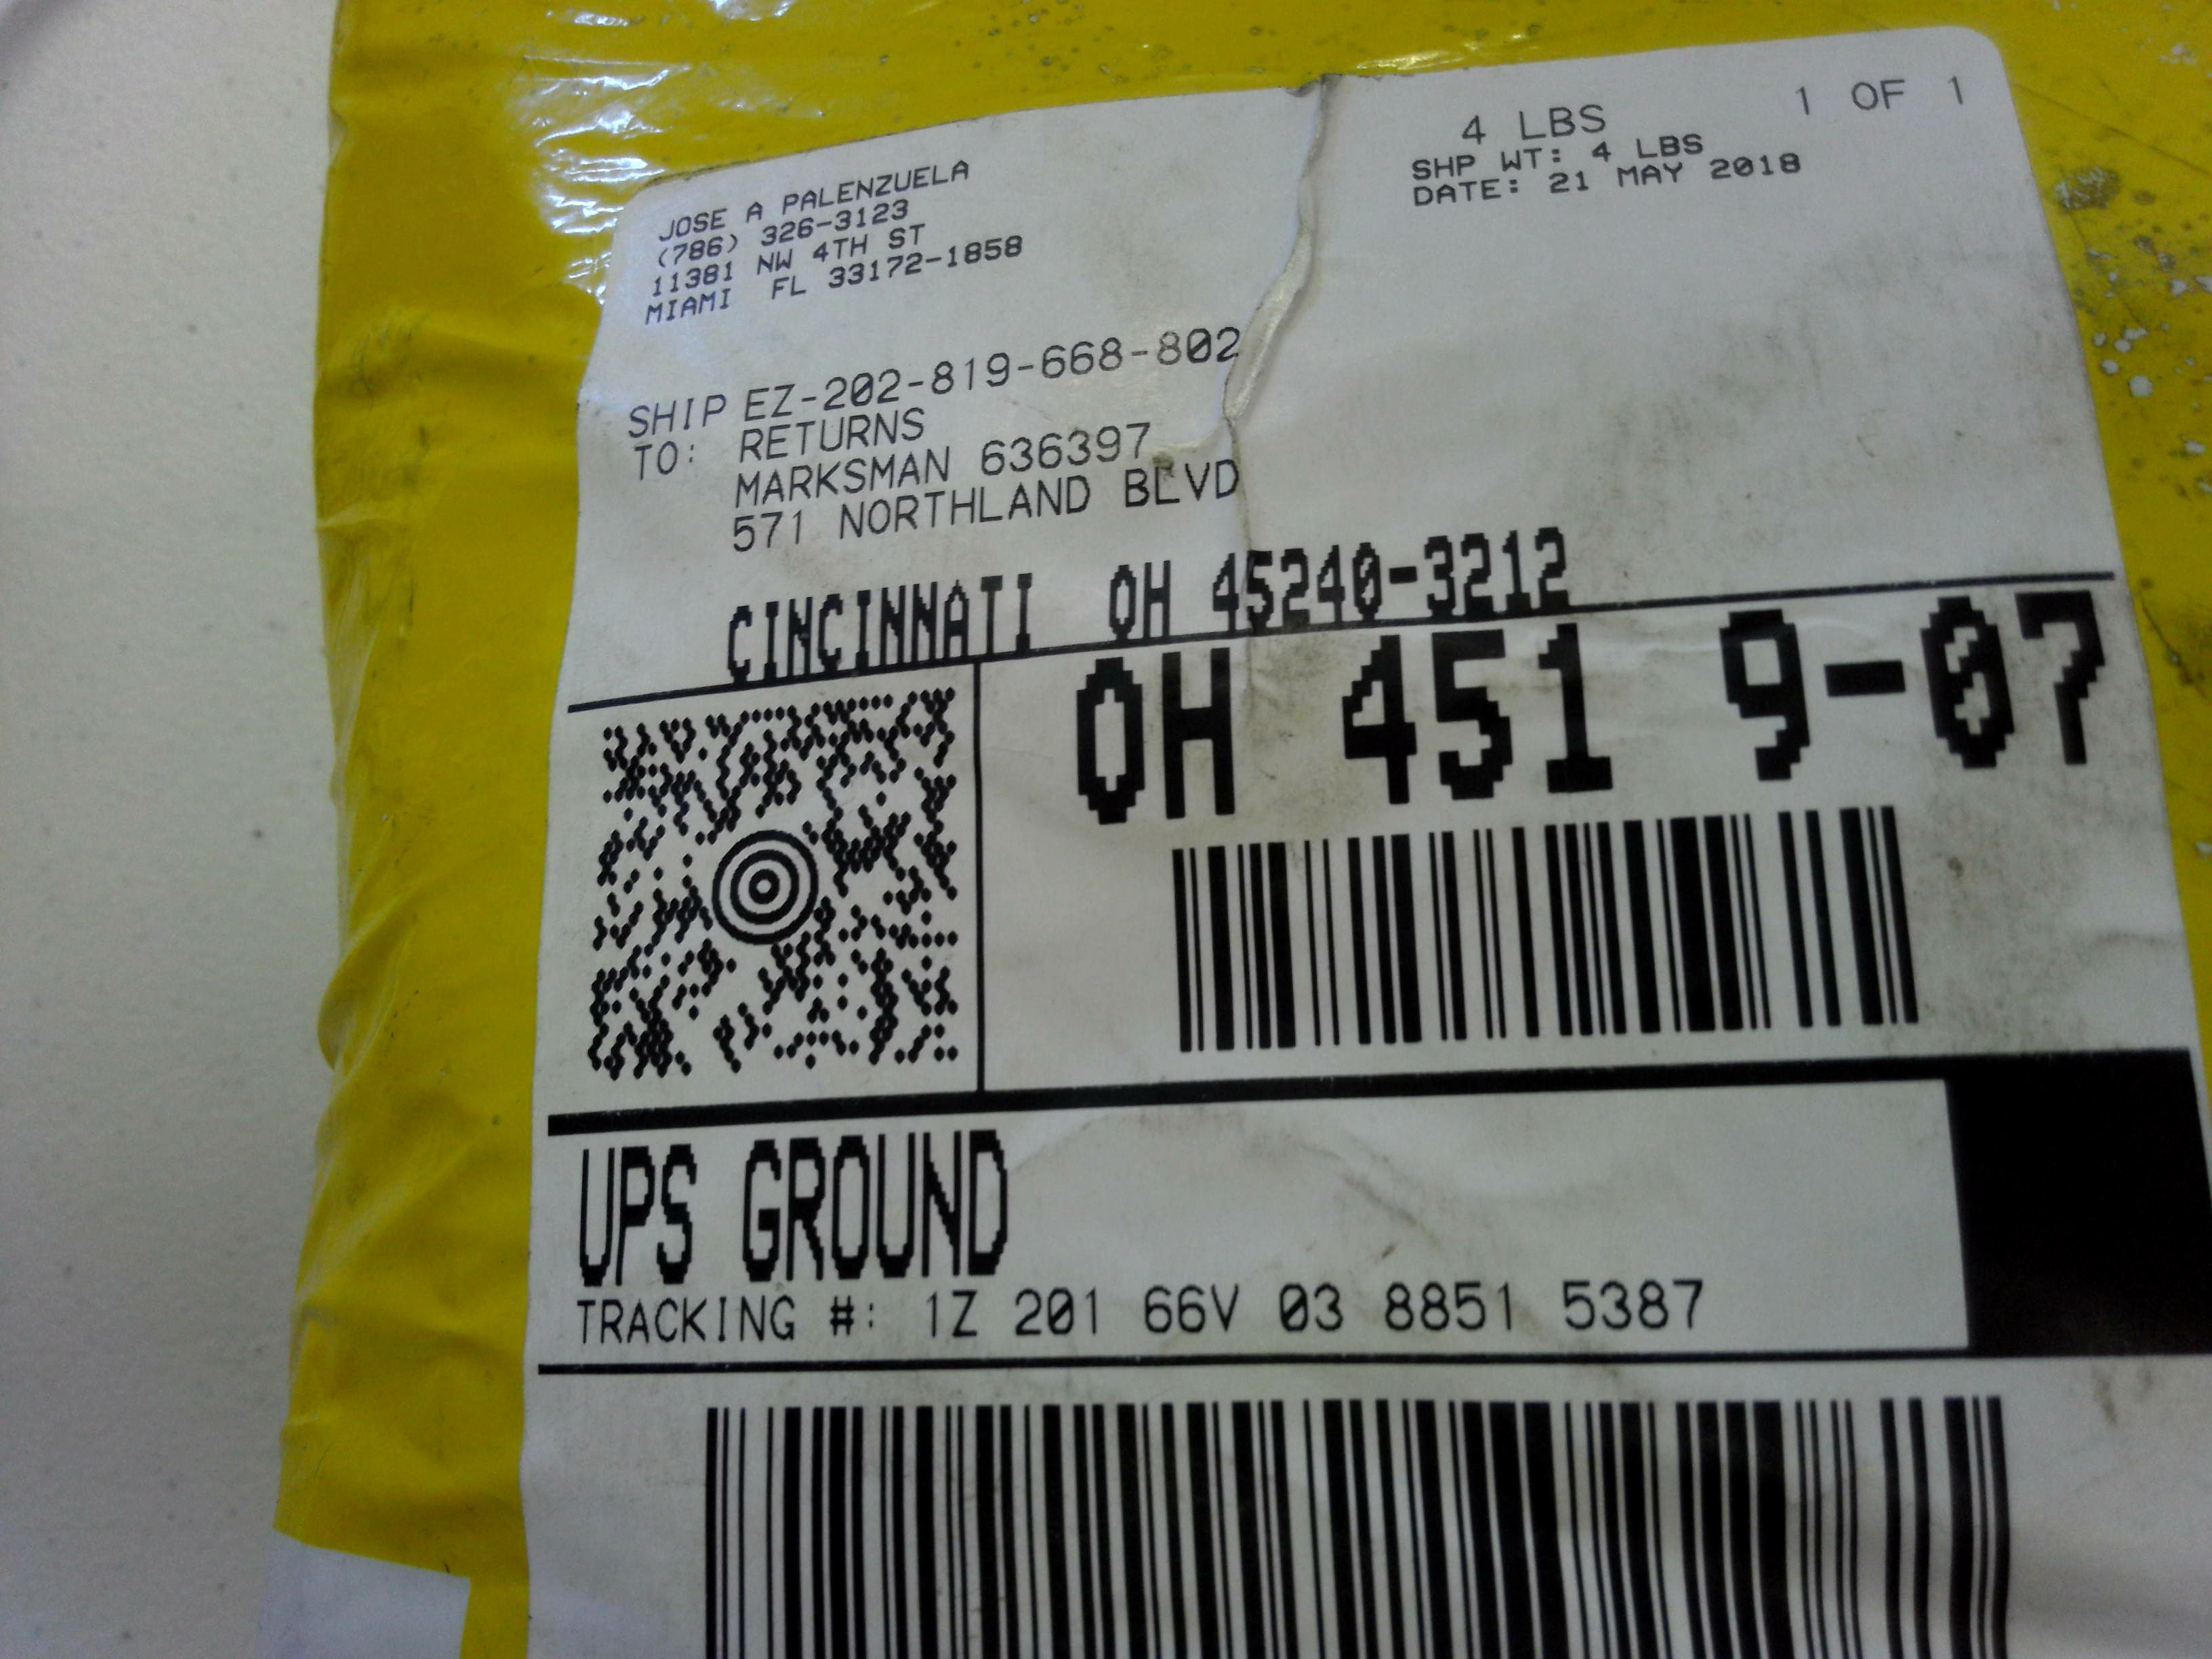 JOSE A PALENZUELA
(786) 326-3123
11381 NW 4TH ST
MIAMI FL 33172-1858
4 LBS 1 OF 1
SHP WT: 4 LBS
DATE: 21 MAY 2018
SHIP EZ-202-819-668-802
TO: RETURNS
MARKSMAN 636397
571 NORTHLAND BLVD
CINCINNATI OH 45240-3212
OH 451 9-07
UPS GROUND
TRACKING #: 1Z 201 66V 03 8851 5387